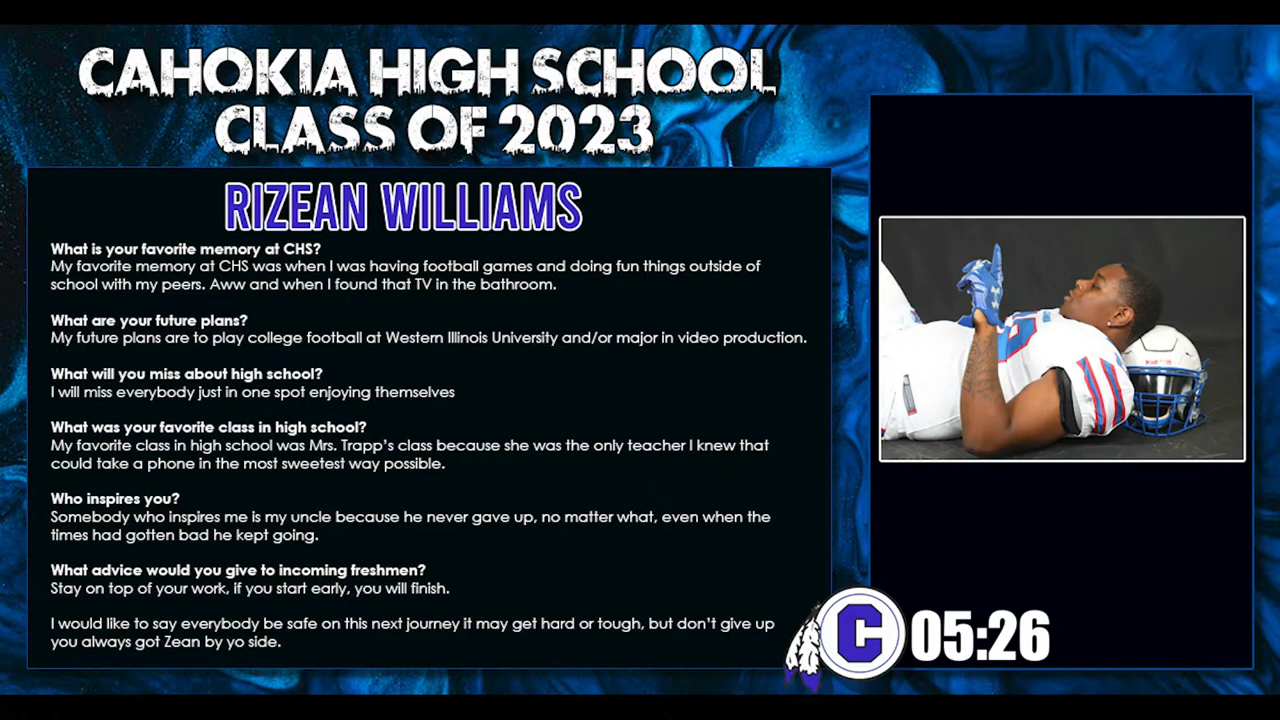 CAHOKIA HIGH SCHOOL
CLASS OF 2023
RIZEAN WILLIAMS
What is your favorite memory at CHS?
My favorite memory at CHS was when I was having football games and doing fun things outside of
school with my peers. Aww and when I found that TV in the bathroom.
What are your future plans?
My future plans are to play college football at Western Illinois University and/or major in video production.
What will you miss about high school?
I will miss everybody just in one spot enjoying themselves
What was your favorite class in high school?
My favorite class in high school was Mrs. Trapp's class because she was the only teacher I knew that
could take a phone in the most sweetest way possible.
Who inspires you?
Somebody who inspires me is my uncle because he never gave up, no matter what, even when the
times had gotten bad he kept going.
What advice would you give to incoming freshmen?
Stay on top of your work, if you start early, you will finish.
I would like to say everybody be safe on this next journey it may get hard or tough, but don't give up
you always got Zean by yo side.
C 05:26